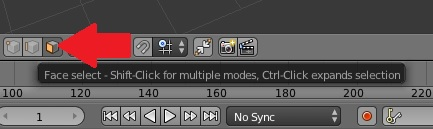 Face select - Shift-Click for multiple modes, Ctrl-Click expands selection
100 120 140 160 180 200 220
1 No Sync